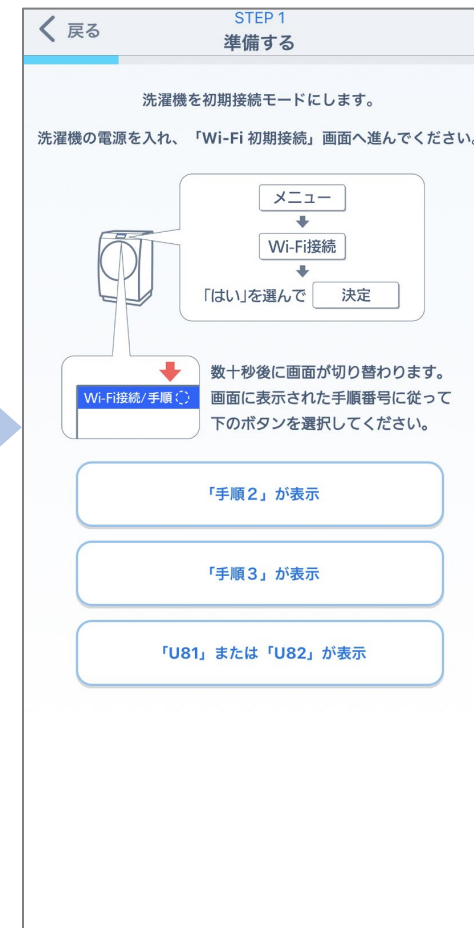 戻る
STEP 1
準備する
洗濯機を初期接続モードにします。
洗濯機の電源を入れ、「Wi-Fi 初期接続」画面へ進んでください。
メニュー
Wi-Fi接続
「はい」を選んで 決定
Wi-Fi接続/手順
数十秒後に画面が切り替わります。
画面に表示された手順番号に従って
下のボタンを選択してください。
「手順2」が表示
「手順3」が表示
「U81」または「U82」が表示